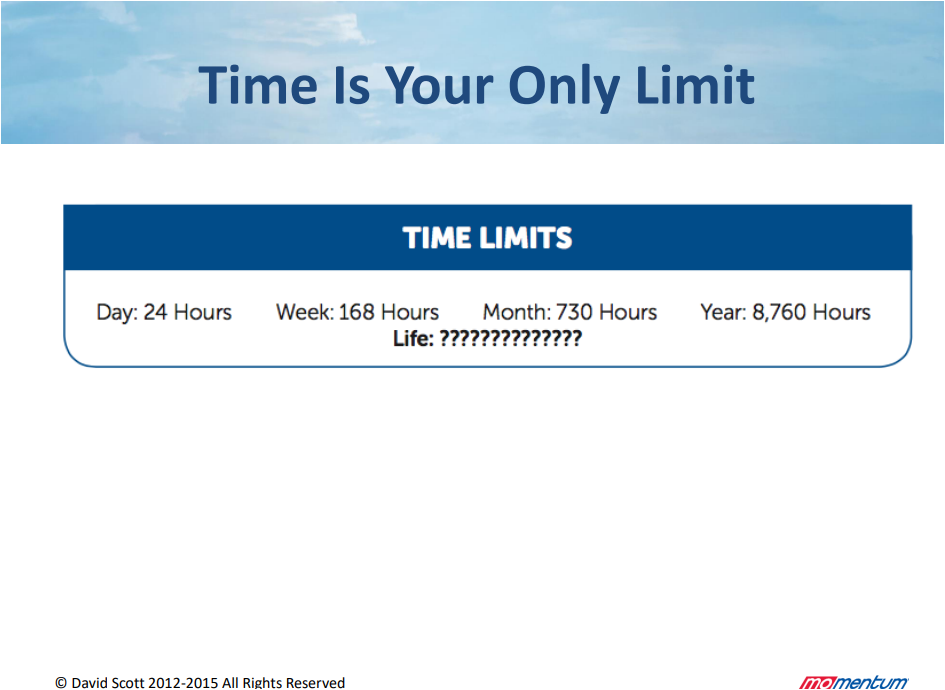 Time Is Your Only Limit
TIME LIMITS
Day: 24 Hours Week: 168 Hours Month: 730 Hours Year: 8,760 Hours
Life: ??????????????
© David Scott 2012-2015 All Rights Reserved
momentum